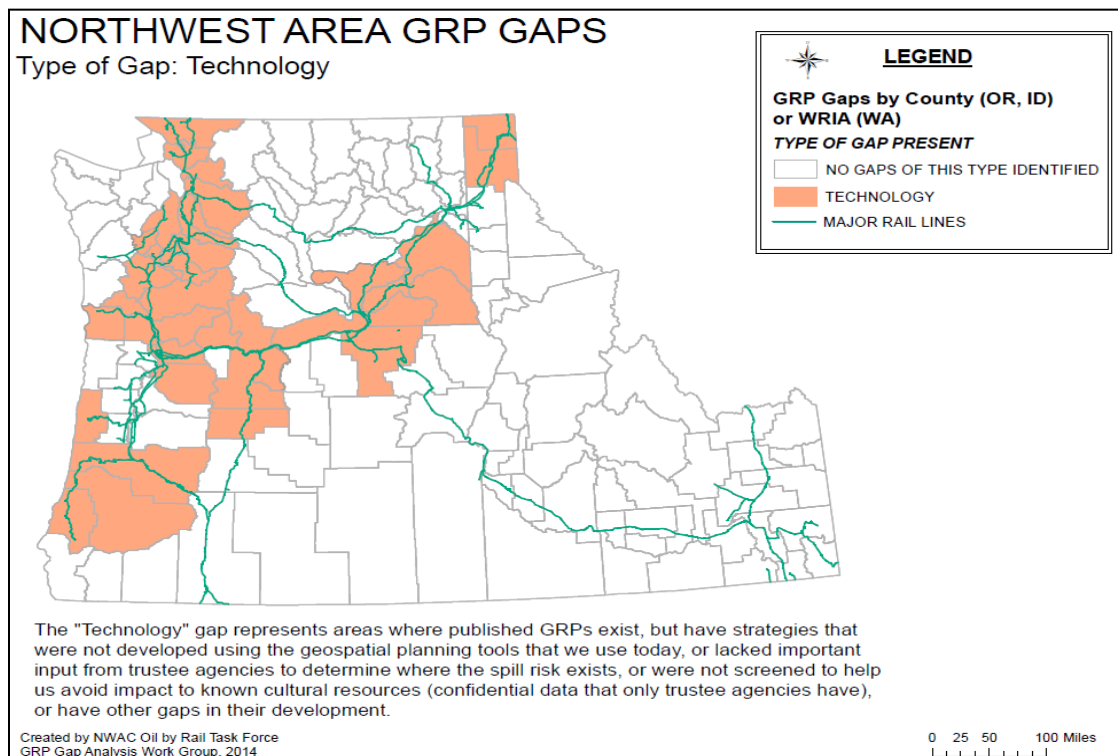 NORTHWEST AREA GRP GAPS
Type of Gap: Technology
LEGEND
GRP Gaps by County (OR, ID)
or WRIA (WA)
TYPE OF GAP PRESENT
NO GAPS OF THIS TYPE IDENTIFIED
TECHNOLOGY
MAJOR RAIL LINES
The "Technology" gap represents areas where published GRPs exist, but have strategies that
were not developed using the geospatial planning tools that we use today, or lacked important
input from trustee agencies to determine where the spill risk exists, or were not screened to help
us avoid impact to known cultural resources (confidential data that only trustee agencies have),
or have other gaps in their development.
Created by NWAC Oil by Rail Task Force
GRP Gap Analysis Work Group, 2014
0 25 50 100 Miles